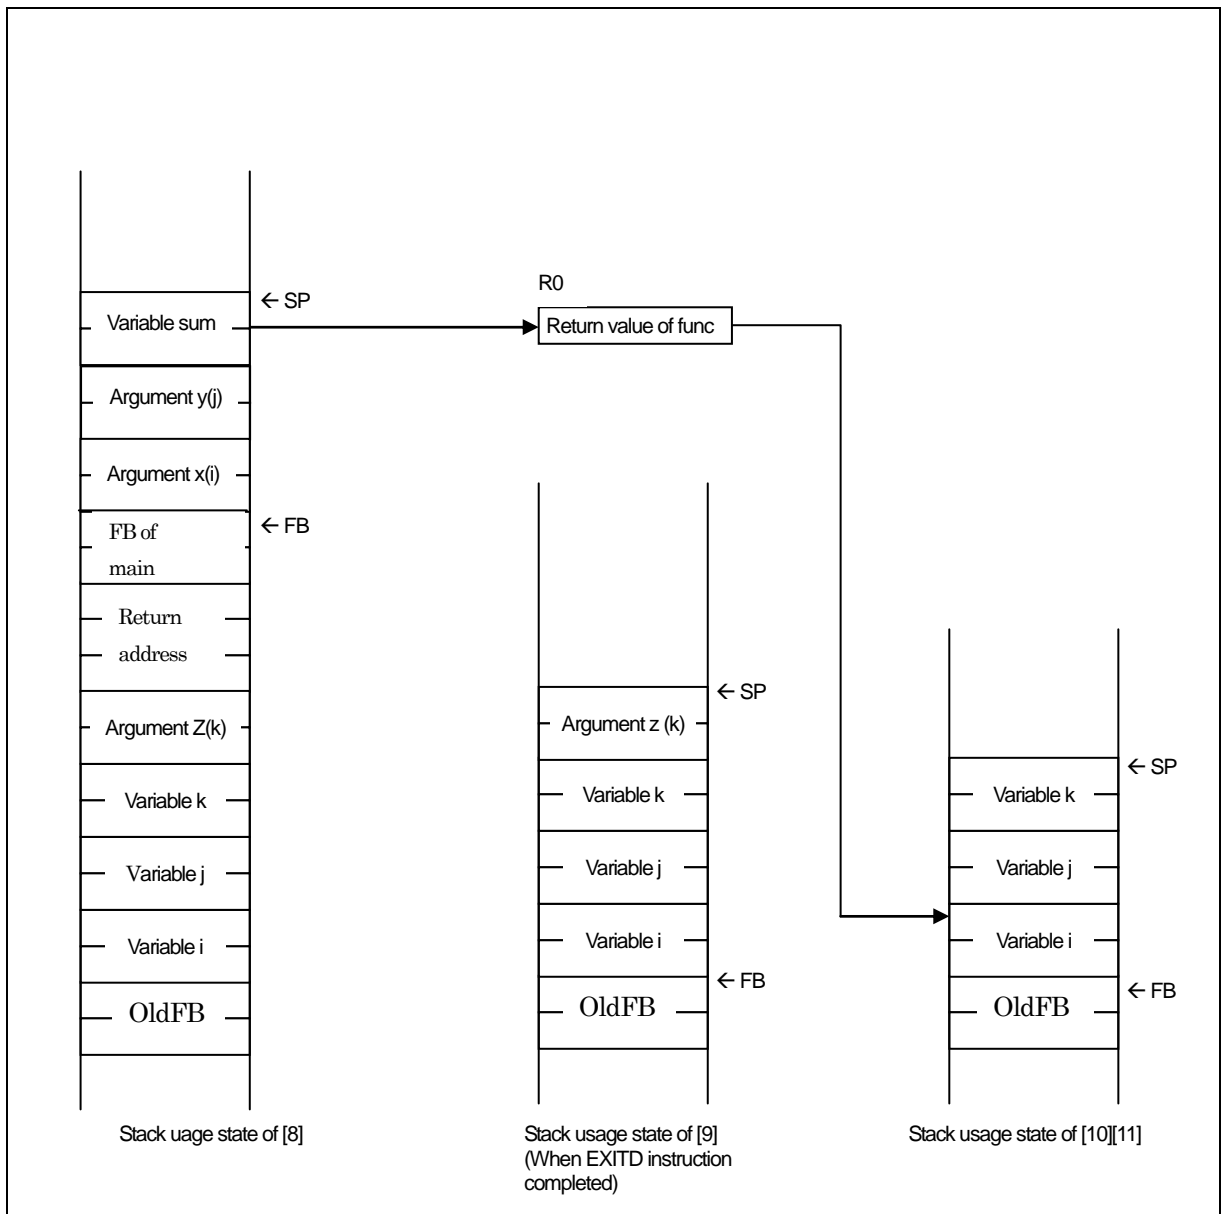 ← SP
Variable sum
Argument y(j)
Argument x(i)
← FB
FB of
main
Return
address
Argument Z(k)
Variable k
Variable j
Variable i
OldFB
Stack uage state of [8]
R0
Return value of func
← SP
Argument z (k)
Variable k
Variable j
Variable i
← FB
OldFB
Stack usage state of [9]
(When EXITD instruction
completed)
← SP
Variable k
Variable j
Variable i
← FB
OldFB
Stack usage state of [10][11]